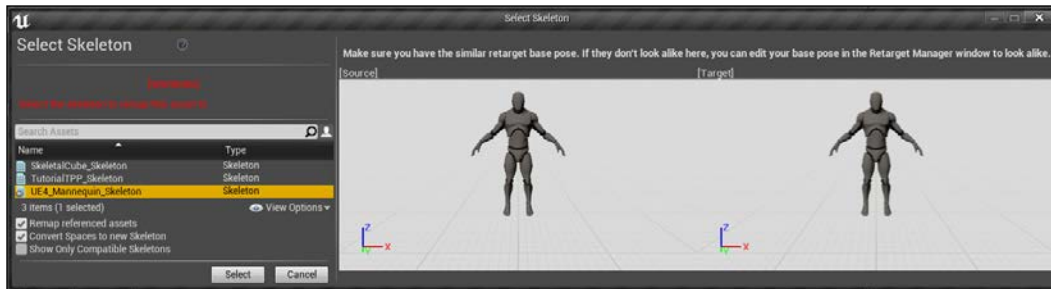 Select Skeleton
Select Skeleton
Make sure you have the similar retarget base pose. If they don't look alike here, you can edit your base pose in the Retarget Manager window to look alike.
[Source]
[Target]
Search Assets
Name Type
SkeletalCube_Skeleton Skeleton
TutorialTPP_Skeleton Skeleton
UE4_Mannequin_Skeleton Skeleton
3 items (1 selected) View Options
Remap referenced assets
Convert Spaces to new Skeleton
Show Only Compatible Skeletons
Select Cancel
Z
X
Y
Z
X
Y